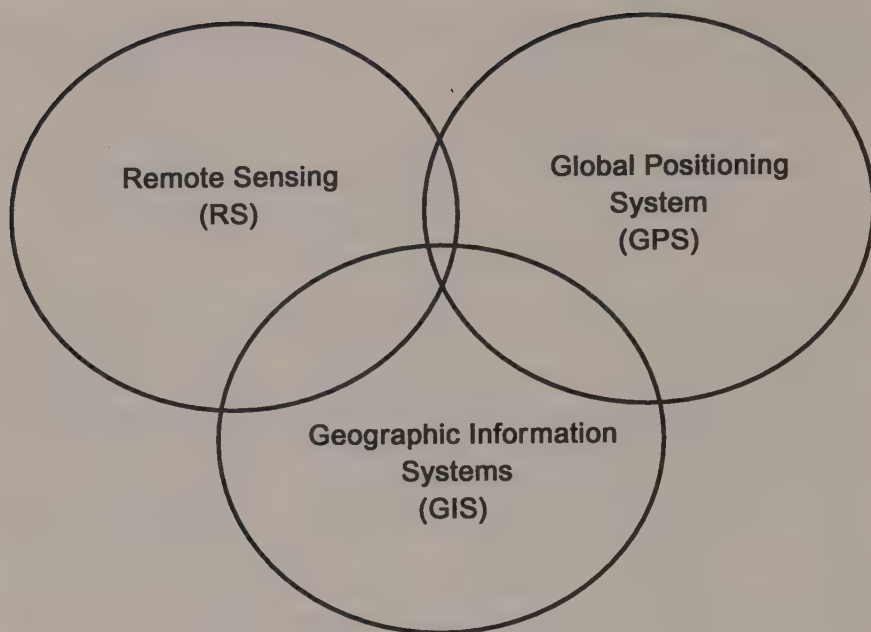 Remote Sensing
(RS)
Global Positioning
System
(GPS)
Geographic Information
Systems
(GIS)